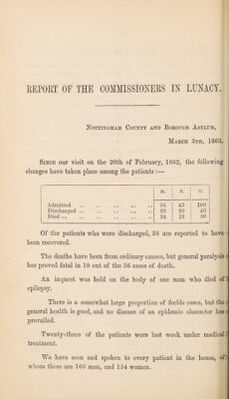 REPORT OF THE COMMISSIONERS IN LUNACY.
NOTTINGHAM COUNTY AND BOROUGH ASYLUM,
MARCH 5TH, 1863.
SINCE our visit on the 20th of February, 1862, the following
changes have taken place among the patients :—
M. F. T.
Admitted .. .. .. .. .. 55 45 100
Discharged .. .. .. ..
Died .. .. .. .. ..
Of the patients who were discharged, 38 are reported to have
been recovered.
The deaths have been from ordinary causes, but general paralysis
has proved fatal in 10 out of the 36 cases of death.
An inquest was held on the body of one man who died of
epilepsy.
There is a somewhat large proportion of feeble cases, but the
general health is good, and no disease of an epidemic character has
prevailed.
Twenty-three of the patients were last week under medical
treatment.
We have seen and spoken to every patient in the house, of
whom there are 166 men, and 154 women.